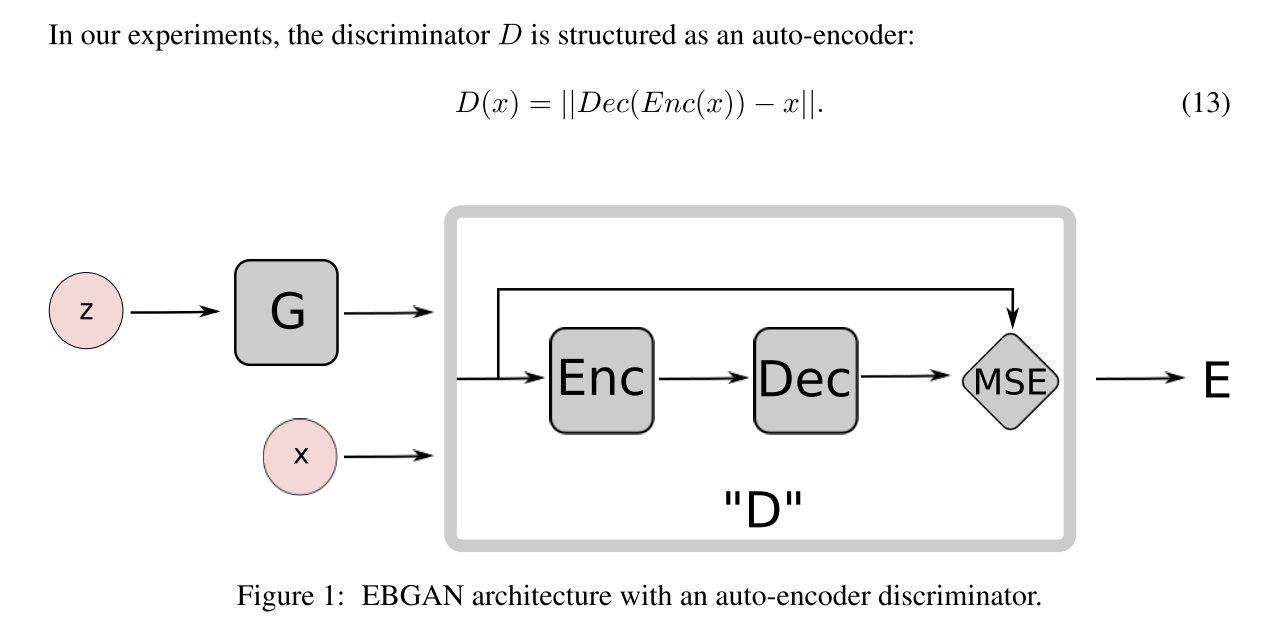 In our experiments, the discriminator D is structured as an auto-encoder:
D(x) = ||Dec(Enc(x)) − x||. (13)
z
G
x
Enc
Dec
MSE
E
"D"
Figure 1: EBGAN architecture with an auto-encoder discriminator.